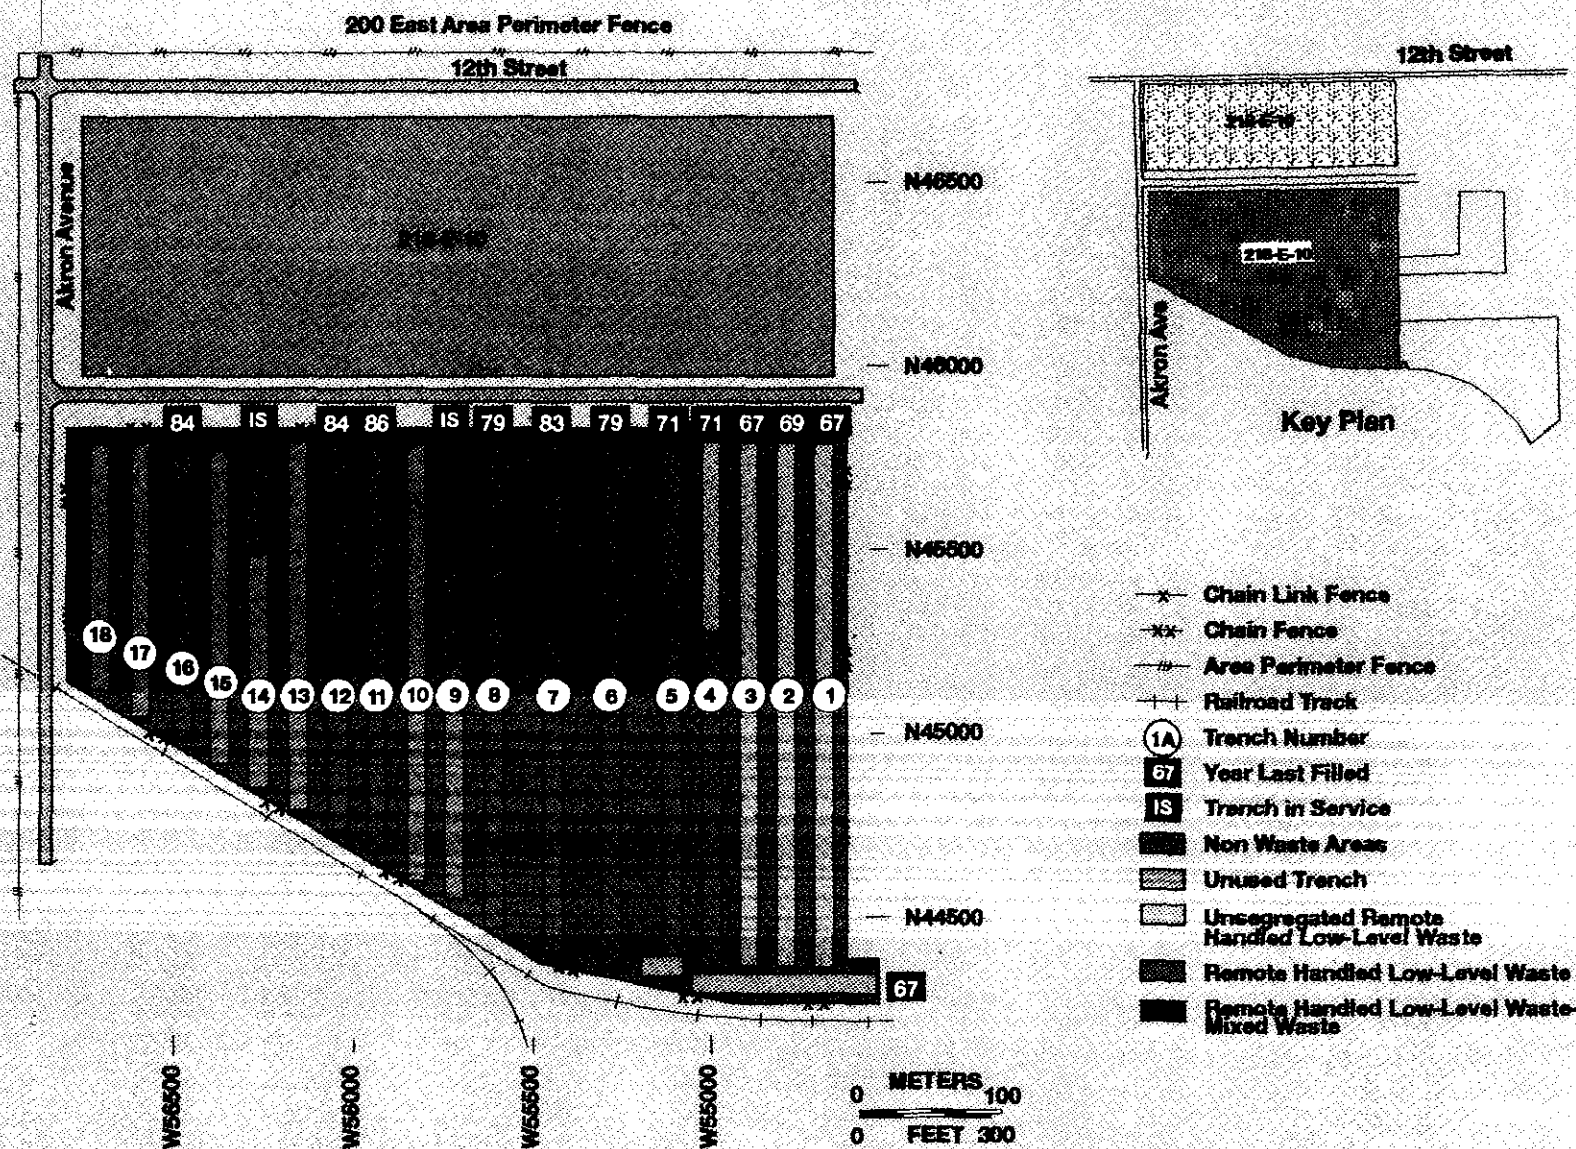 200 East Area Perimeter Fence
12th Street
Akron Avenue
N46500
N46000
84 IS 84 86 IS 79 83 79 71 71 67 69 67
N45500
18 17 16 15 14 13 12 11 10 9 8 7 6 5 4 3 2 1
N45000
N44500
67
W56500
W56000
W55500
W55000
METERS
0 100
0 FEET 300
12th Street
218-E-10
Akron Ave
Key Plan
Chain Link Fence
Chain Fence
Area Perimeter Fence
Railroad Track
1A Trench Number
67 Year Last Filled
IS Trench in Service
Non Waste Areas
Unused Trench
Unsegregated Remote
Handled Low-Level Waste
Remote Handled Low-Level Waste
Remote Handled Low-Level Waste-
Mixed Waste